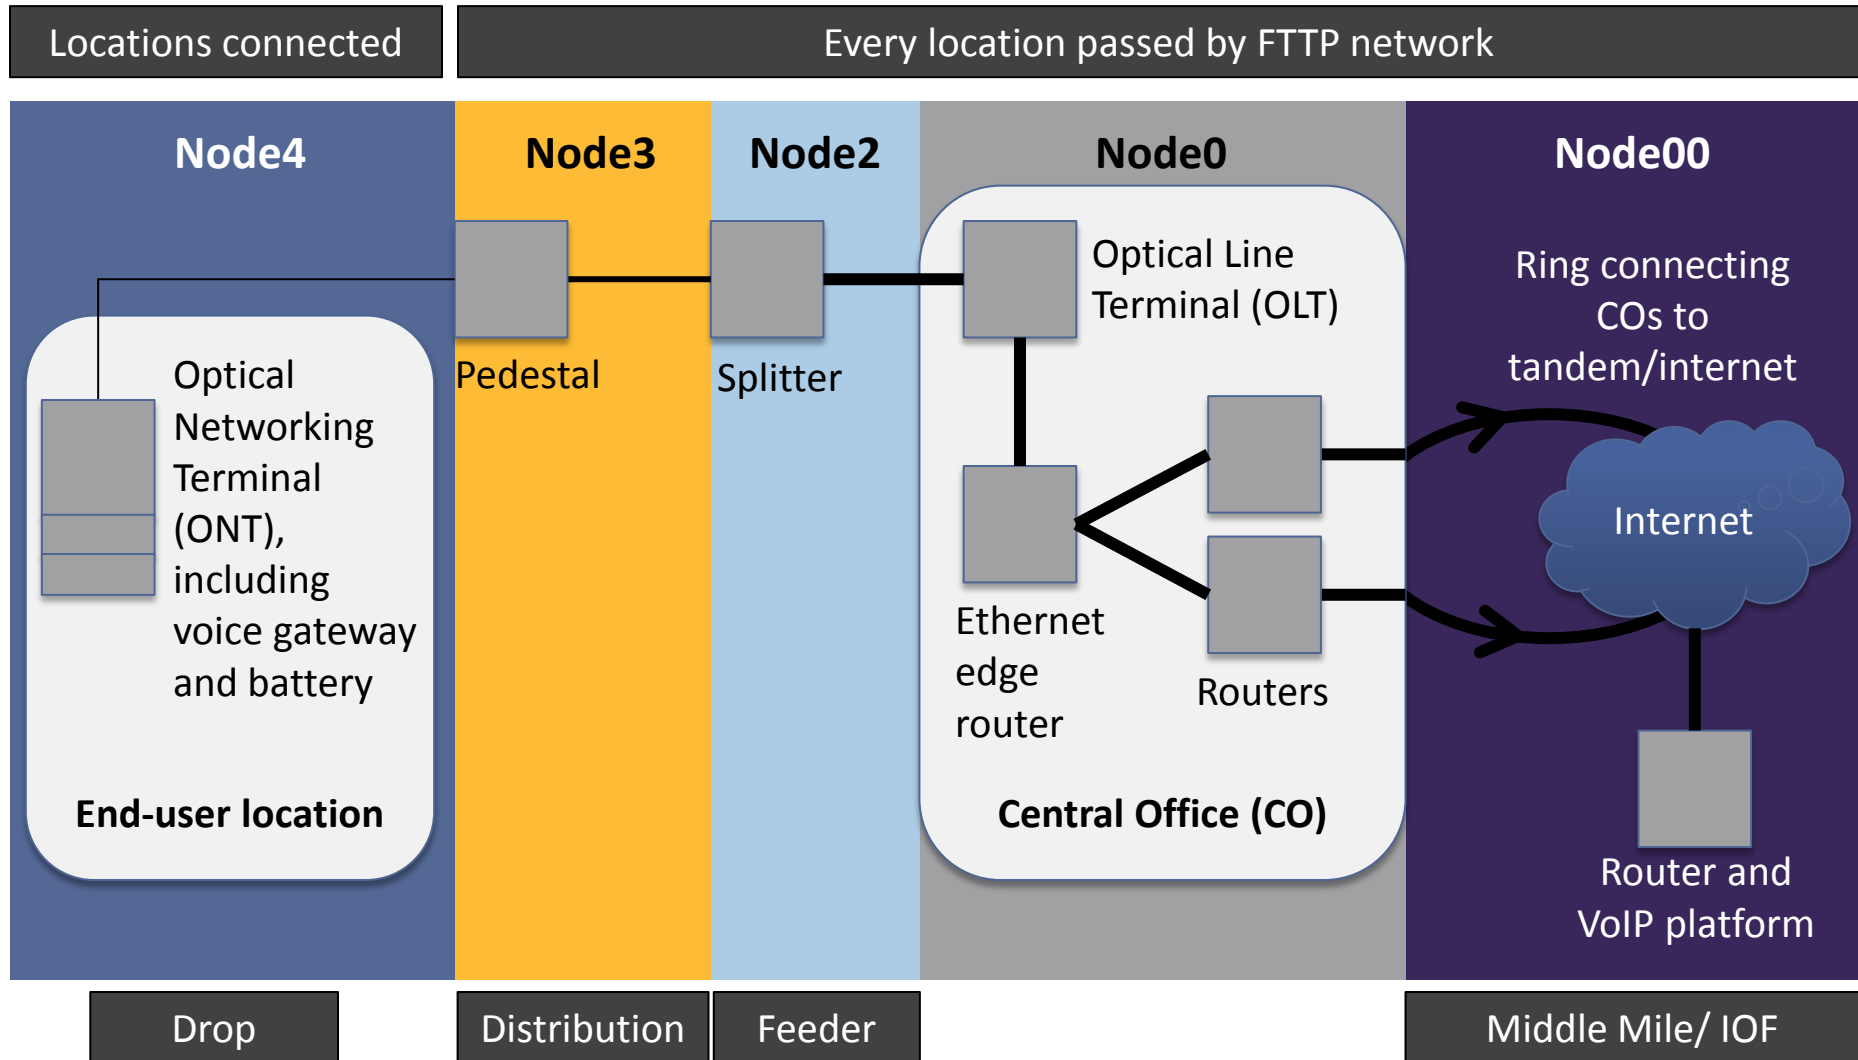 Locations connected
Every location passed by FTTP network
Node4
Node3
Node2
Node0
Node00
Optical
Networking
Terminal
(ONT),
including
voice gateway
and battery
End-user location
Pedestal
Splitter
Optical Line
Terminal (OLT)
Ethernet
edge
router
Routers
Central Office (CO)
Ring connecting
COs to
tandem/internet
Internet
Router and
VoIP platform
Drop
Distribution
Feeder
Middle Mile/ IOF